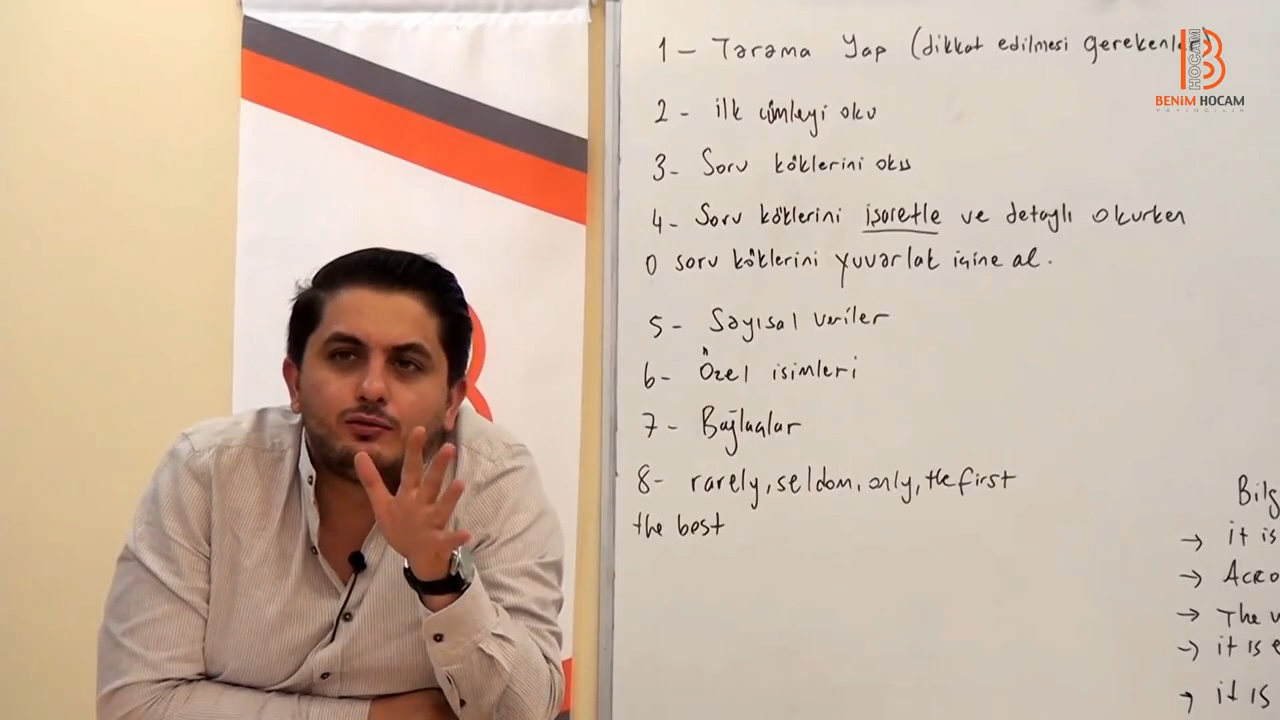 1 - Tarama Yap (dikkat edilmesi gerekenler)
HOCAM
BENİM HOCAM
YAYINCILIK
2 - ilk cümleyi oku
3 - Soru köklerini oku
4 - Soru köklerini işaretle ve detaylı okurken
O soru köklerini yuvarlak içine al.
5 - Sayısal veriler
6 - Özel isimleri
7 - Bağlaçlar
8 - rarely, seldom, only, the first
the best
Bilg
→ it is
→ Acro
→ The
→ it is
→ it is